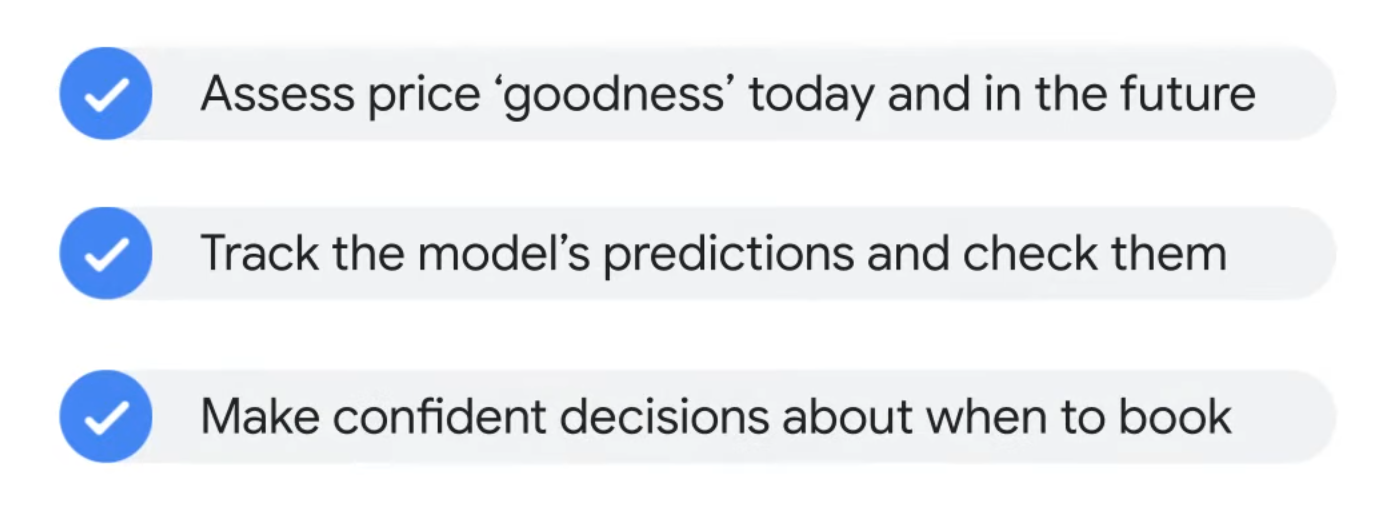 Assess price ‘goodness’ today and in the future
Track the model’s predictions and check them
Make confident decisions about when to book